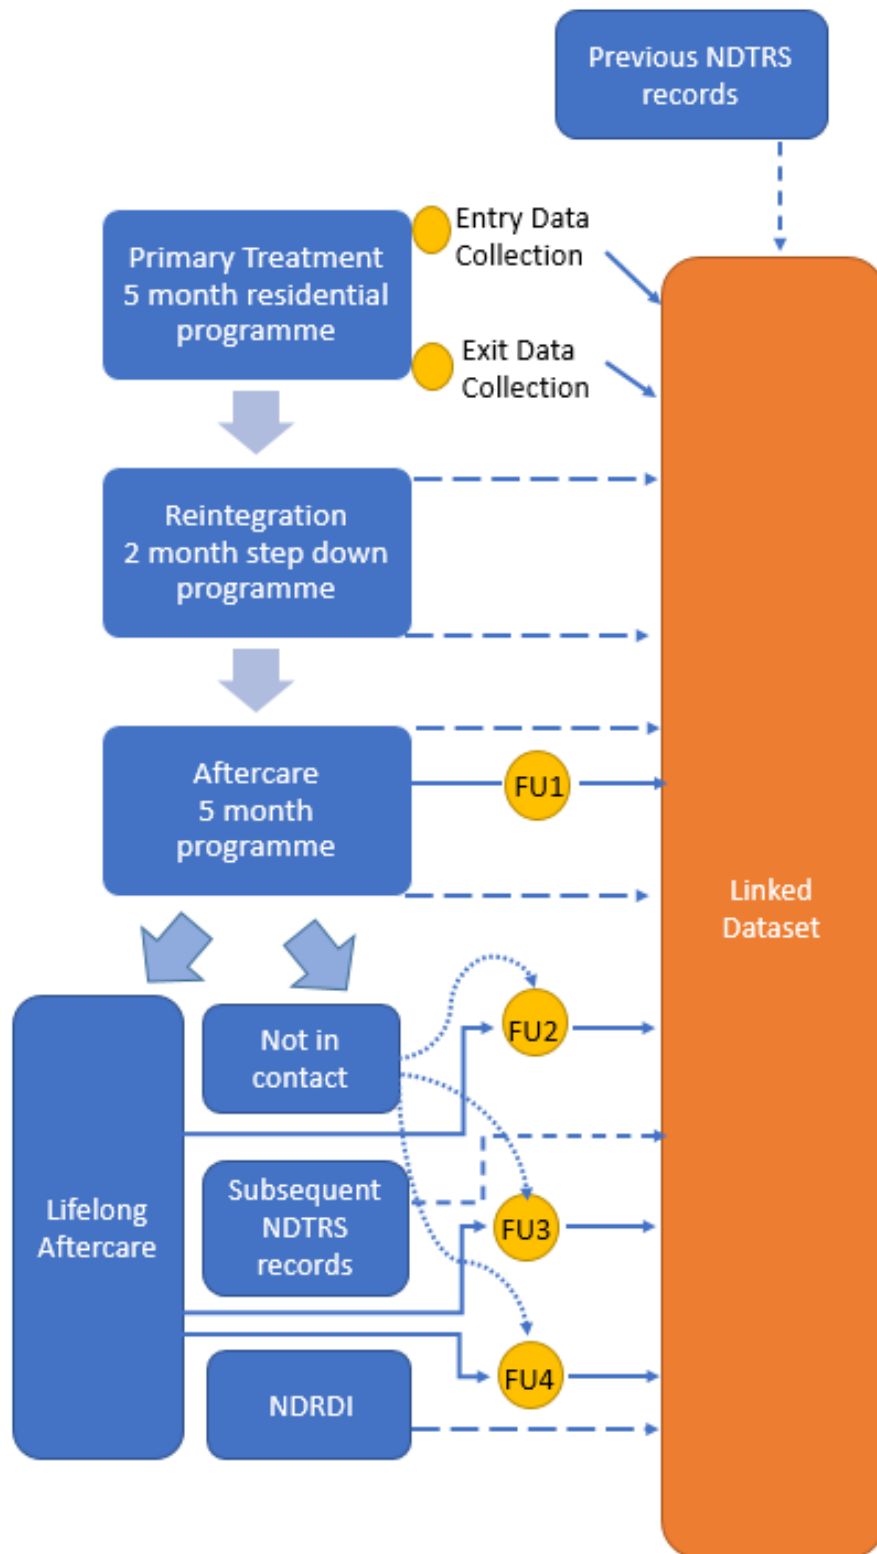 Previous NDTRS
records
Entry Data
Collection
Primary Treatment
5 month residential
programme
Exit Data
Collection
Reintegration
2 month step down
programme
Aftercare
5 month
programme
FU1
Linked
Dataset
Not in
contact
FU2
Lifelong
Aftercare
Subsequent
NDTRS
records
FU3
NDRDI
FU4